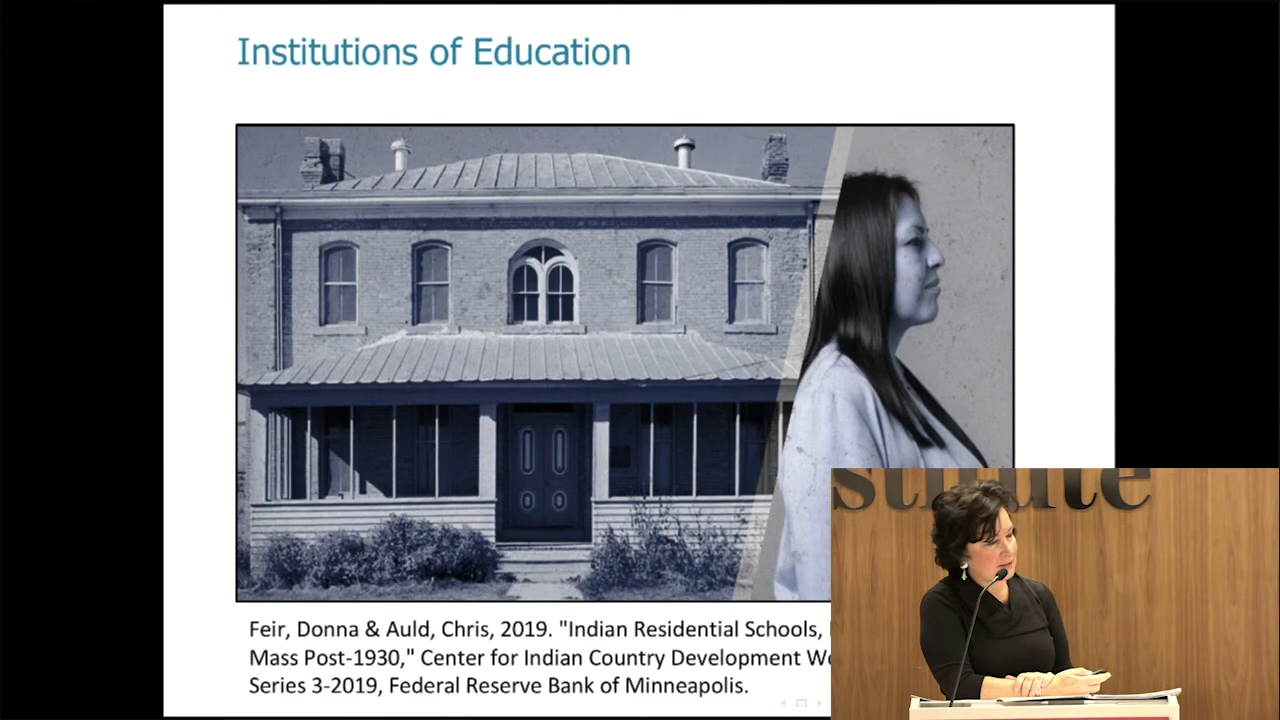 Institutions of Education
Feir, Donna & Auld, Chris, 2019. "Indian Residential Schools,
Mass Post-1930," Center for Indian Country Development
Series 3-2019, Federal Reserve Bank of Minneapolis.